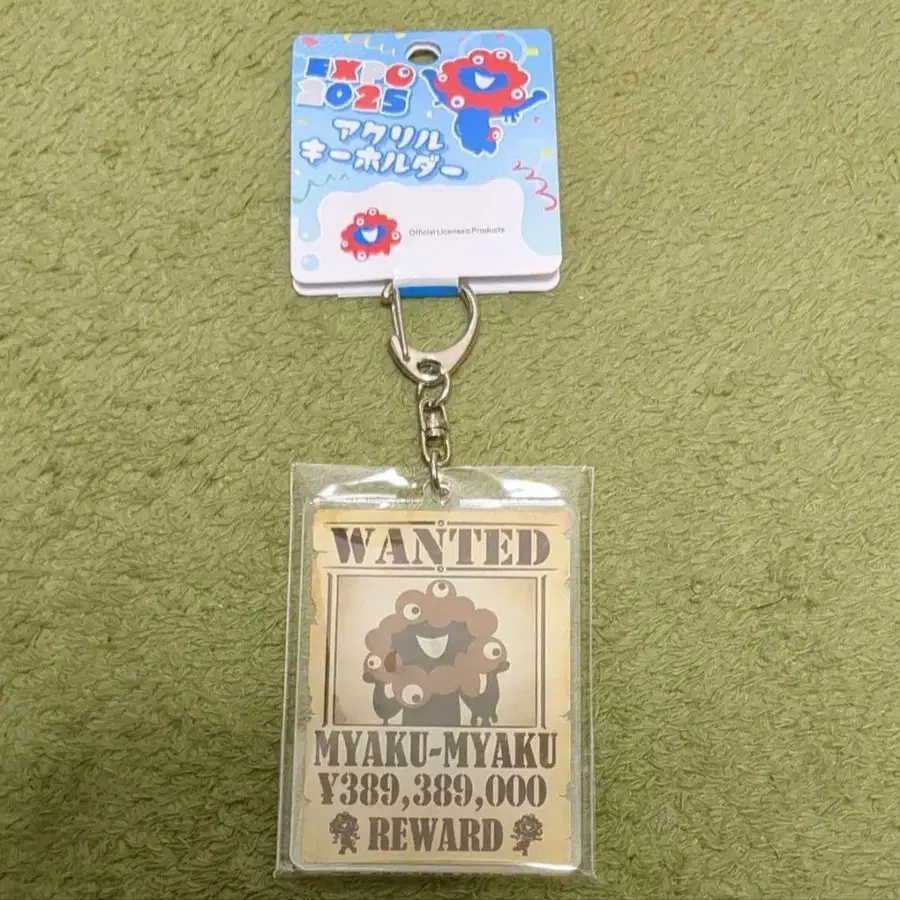 EXPO
2025
アクリル
キーホルダー
Official Licensed Products
WANTED
MYAKU-MYAKU
¥389,389,000
REWARD